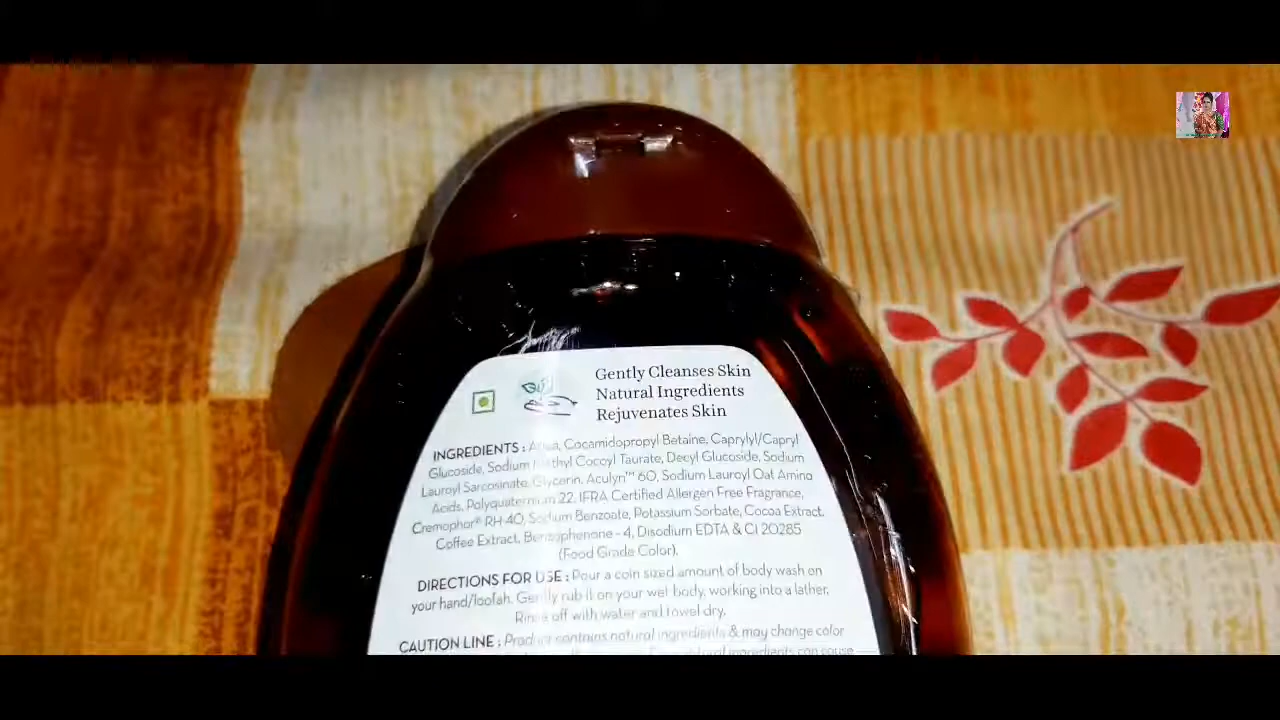 Gently Cleanses Skin
Natural Ingredients
Rejuvenates Skin
INGREDIENTS : Aqua, Cocamidopropyl Betaine, Caprylyl/Capryl
Glucoside, Sodium Methyl Cocoyl Taurate, Decyl Glucoside, Sodium
Lauroyl Sarcosinate, Glycerin, Aculyn™ 60, Sodium Lauroyl Oat Amino
Acids, Polyquaternium 22, IFRA Certified Allergen Free Fragrance,
Cremophor® RH 40, Sodium Benzoate, Potassium Sorbate, Cocoa Extract,
Coffee Extract, Benzophenone - 4, Disodium EDTA & CI 20285
(Food Grade Color).
DIRECTIONS FOR USE : Pour a coin sized amount of body wash on
your hand/loofah. Gently rub it on your wet body, working into a lather.
Rinse off with water and towel dry.
CAUTION LINE : Product contains natural ingredients & may change color
natural ingredients can cause